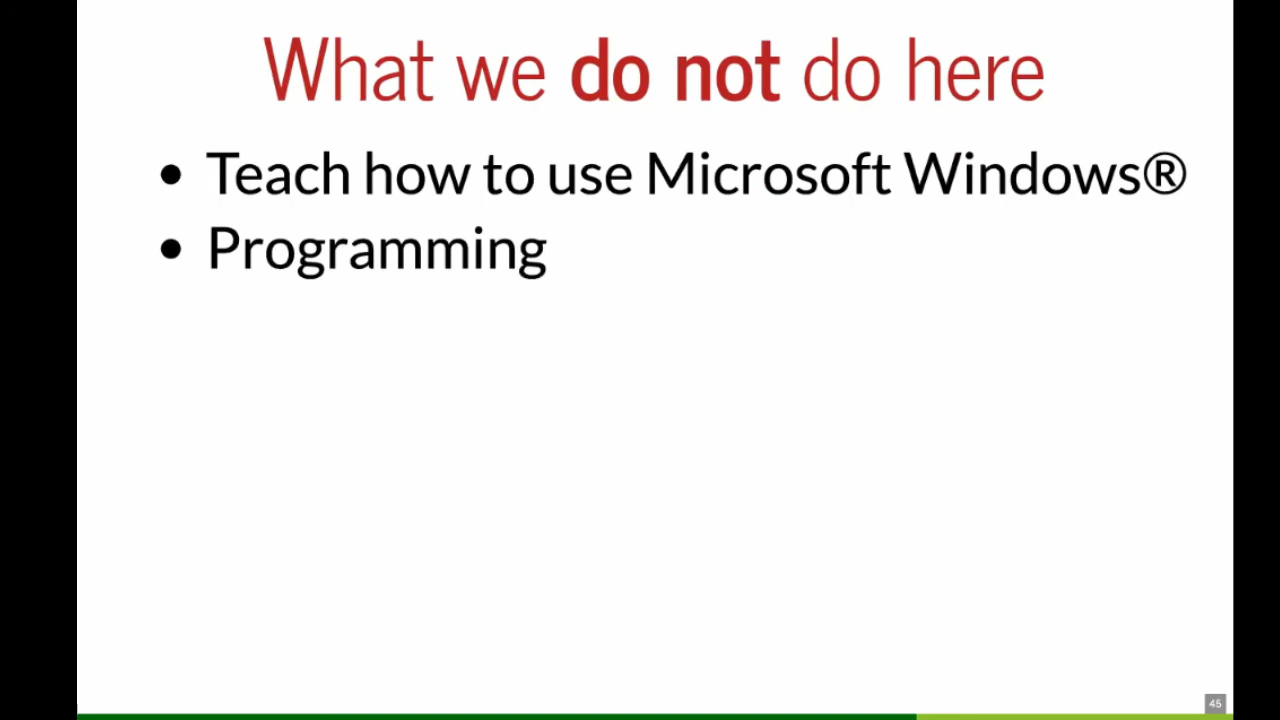 What we do not do here
• Teach how to use Microsoft Windows®
• Programming
45